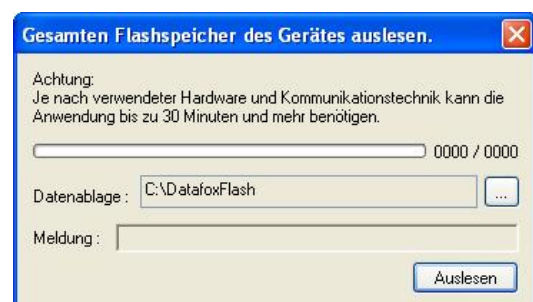 Gesamten Flashspeicher des Gerätes auslesen.
Achtung:
Je nach verwendeter Hardware und Kommunikationstechnik kann die
Anwendung bis zu 30 Minuten und mehr benötigen.
0000 / 0000
Datenablage : C:\DatafoxFlash ...
Meldung :
Auslesen